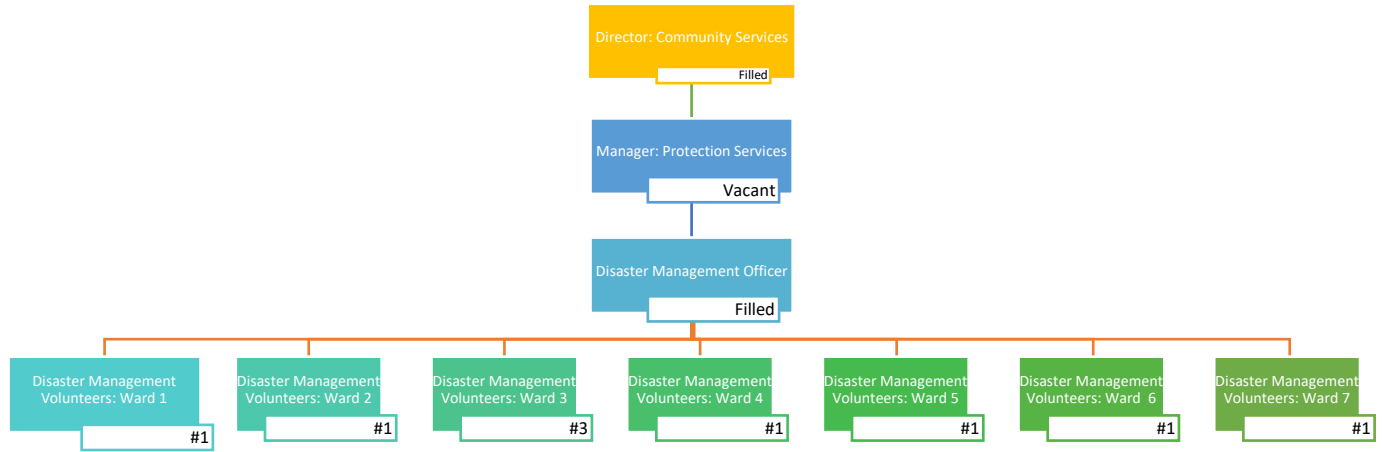 Director: Community Services
Filled
Manager: Protection Services
Vacant
Disaster Management Officer
Filled
Disaster Management
Volunteers: Ward 1
#1
Disaster Management
Volunteers: Ward 2
#1
Disaster Management
Volunteers: Ward 3
#3
Disaster Management
Volunteers: Ward 4
#1
Disaster Management
Volunteers: Ward 5
#1
Disaster Management
Volunteers: Ward  6
#1
Disaster Management
Volunteers: Ward 7
#1